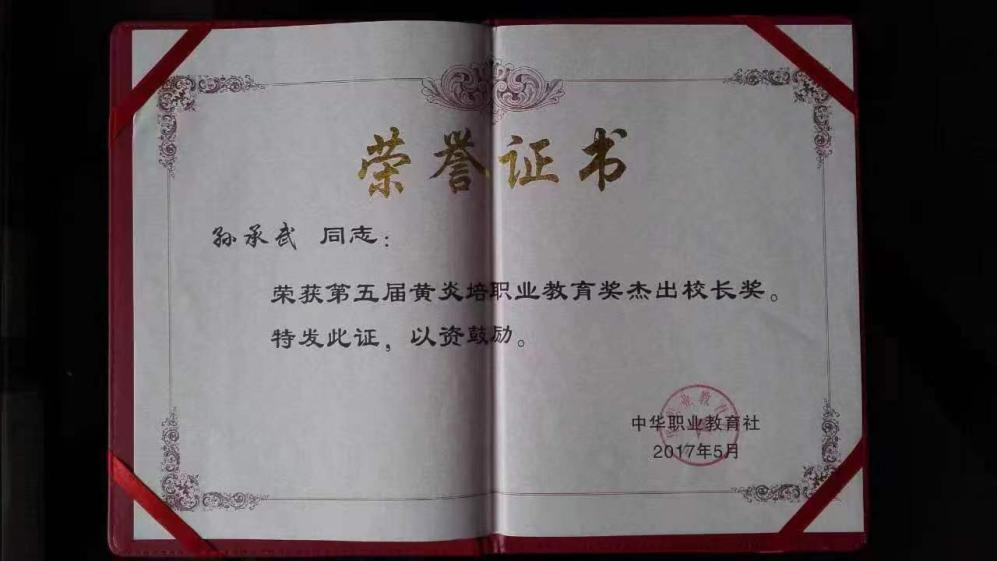 荣誉证书
孙承武 同志：
荣获第五届黄炎培职业教育奖杰出校长奖。
特发此证，以资鼓励。
中华职业教育社
2017年5月